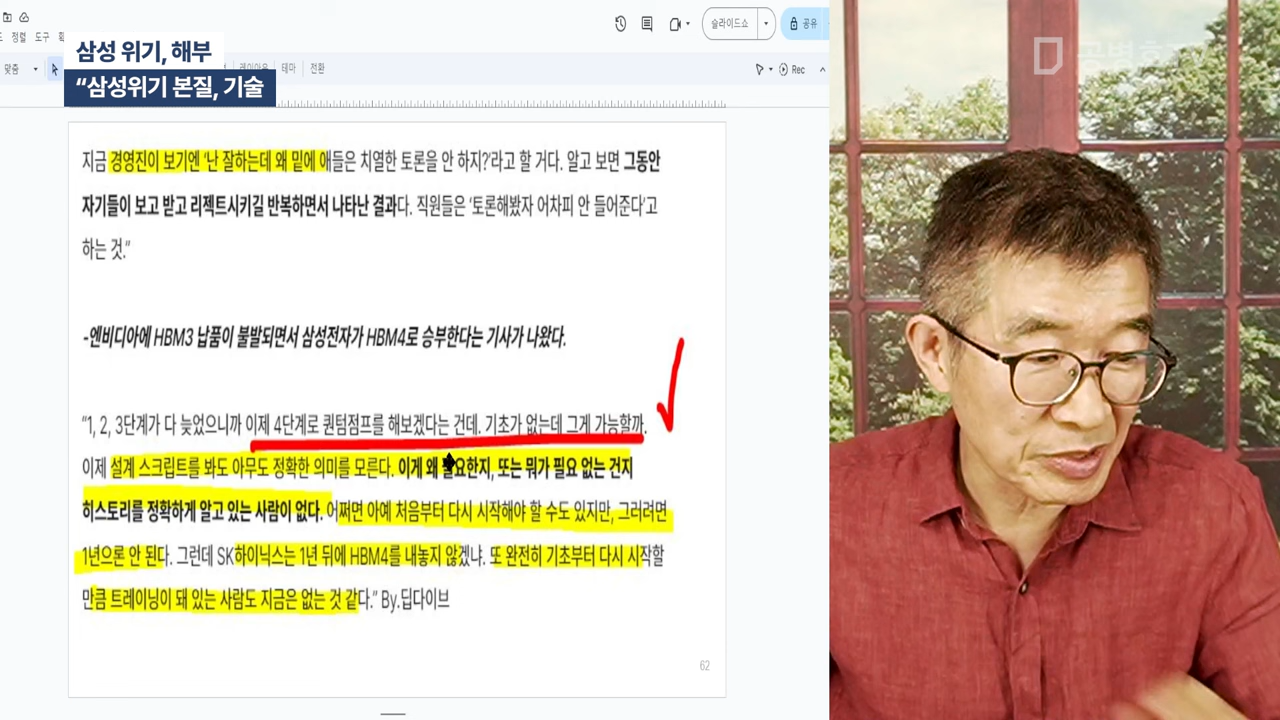 정렬 도구
슬라이드쇼
공유
삼성 위기, 해부
맞춤
테마
전환
Rec
“삼성위기 본질, 기술
지금 경영진이 보기엔 ‘난 잘하는데 왜 밑에 애들은 치열한 토론을 안 하지?’라고 할 거다. 알고 보면 그동안
자기들이 보고 받고 리젝트시키길 반복하면서 나타난 결과다. 직원들은 ‘토론해봤자 어차피 안 들어준다’고
하는 것.”
-엔비디아에 HBM3 납품이 불발되면서 삼성전자가 HBM4로 승부한다는 기사가 나왔다.
“1, 2, 3단계가 다 늦었으니까 이제 4단계로 퀀텀점프를 해보겠다는 건데. 기초가 없는데 그게 가능할까.
이제 설계 스크립트를 봐도 아무도 정확한 의미를 모른다. 이게 왜 필요한지, 또는 뭐가 필요 없는 건지
히스토리를 정확하게 알고 있는 사람이 없다. 어쩌면 아예 처음부터 다시 시작해야 할 수도 있지만, 그러려면
1년으론 안 된다. 그런데 SK하이닉스는 1년 뒤에 HBM4를 내놓지 않겠냐. 또 완전히 기초부터 다시 시작할
만큼 트레이닝이 돼 있는 사람도 지금은 없는 것 같다.” By.딥다이브
62